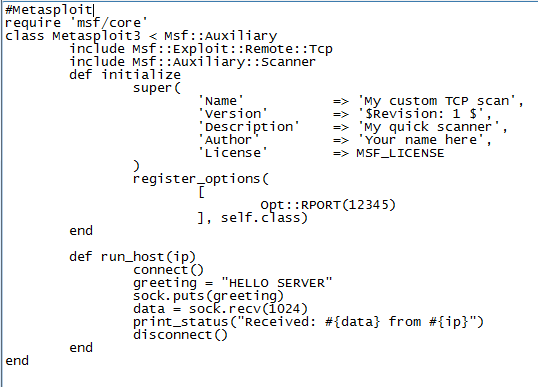 #Metasploit
require 'msf/core'
class Metasploit3 < Msf::Auxiliary
        include Msf::Exploit::Remote::Tcp
        include Msf::Auxiliary::Scanner
        def initialize
                super(
                        'Name'           => 'My custom TCP scan',
                        'Version'        => '$Revision: 1 $',
                        'Description'    => 'My quick scanner',
                        'Author'         => 'Your name here',
                        'License'        => MSF_LICENSE
                )
                register_options(
                        [
                                Opt::RPORT(12345)
                        ], self.class)
        end

        def run_host(ip)
                connect()
                greeting = "HELLO SERVER"
                sock.puts(greeting)
                data = sock.recv(1024)
                print_status("Received: #{data} from #{ip}")
                disconnect()
        end
end